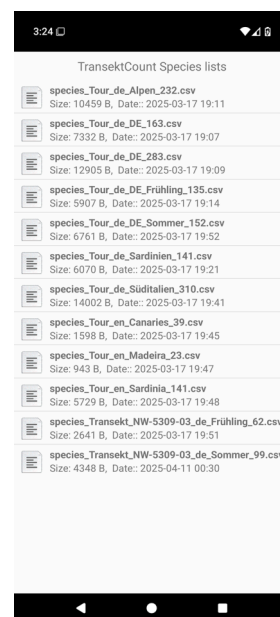 3:24
TransektCount Species lists
species_Tour_de_Alpen_232.csv
Size: 10459 B, Date:: 2025-03-17 19:11
species_Tour_de_DE_163.csv
Size: 7332 B, Date:: 2025-03-17 19:07
species_Tour_de_DE_283.csv
Size: 12905 B, Date:: 2025-03-17 19:09
species_Tour_de_DE_Frühling_135.csv
Size: 5907 B, Date:: 2025-03-17 19:14
species_Tour_de_DE_Sommer_152.csv
Size: 6761 B, Date:: 2025-03-17 19:52
species_Tour_de_Sardinien_141.csv
Size: 6070 B, Date:: 2025-03-17 19:21
species_Tour_de_Süditalien_310.csv
Size: 14002 B, Date:: 2025-03-17 19:41
species_Tour_en_Canaries_39.csv
Size: 1598 B, Date:: 2025-03-17 19:45
species_Tour_en_Madeira_23.csv
Size: 943 B, Date:: 2025-03-17 19:47
species_Tour_en_Sardinia_141.csv
Size: 5729 B, Date:: 2025-03-17 19:48
species_Transekt_NW-5309-03_de_Frühling_62.csv
Size: 2641 B, Date:: 2025-03-17 19:51
species_Transekt_NW-5309-03_de_Sommer_99.csv
Size: 4348 B, Date:: 2025-04-11 00:30